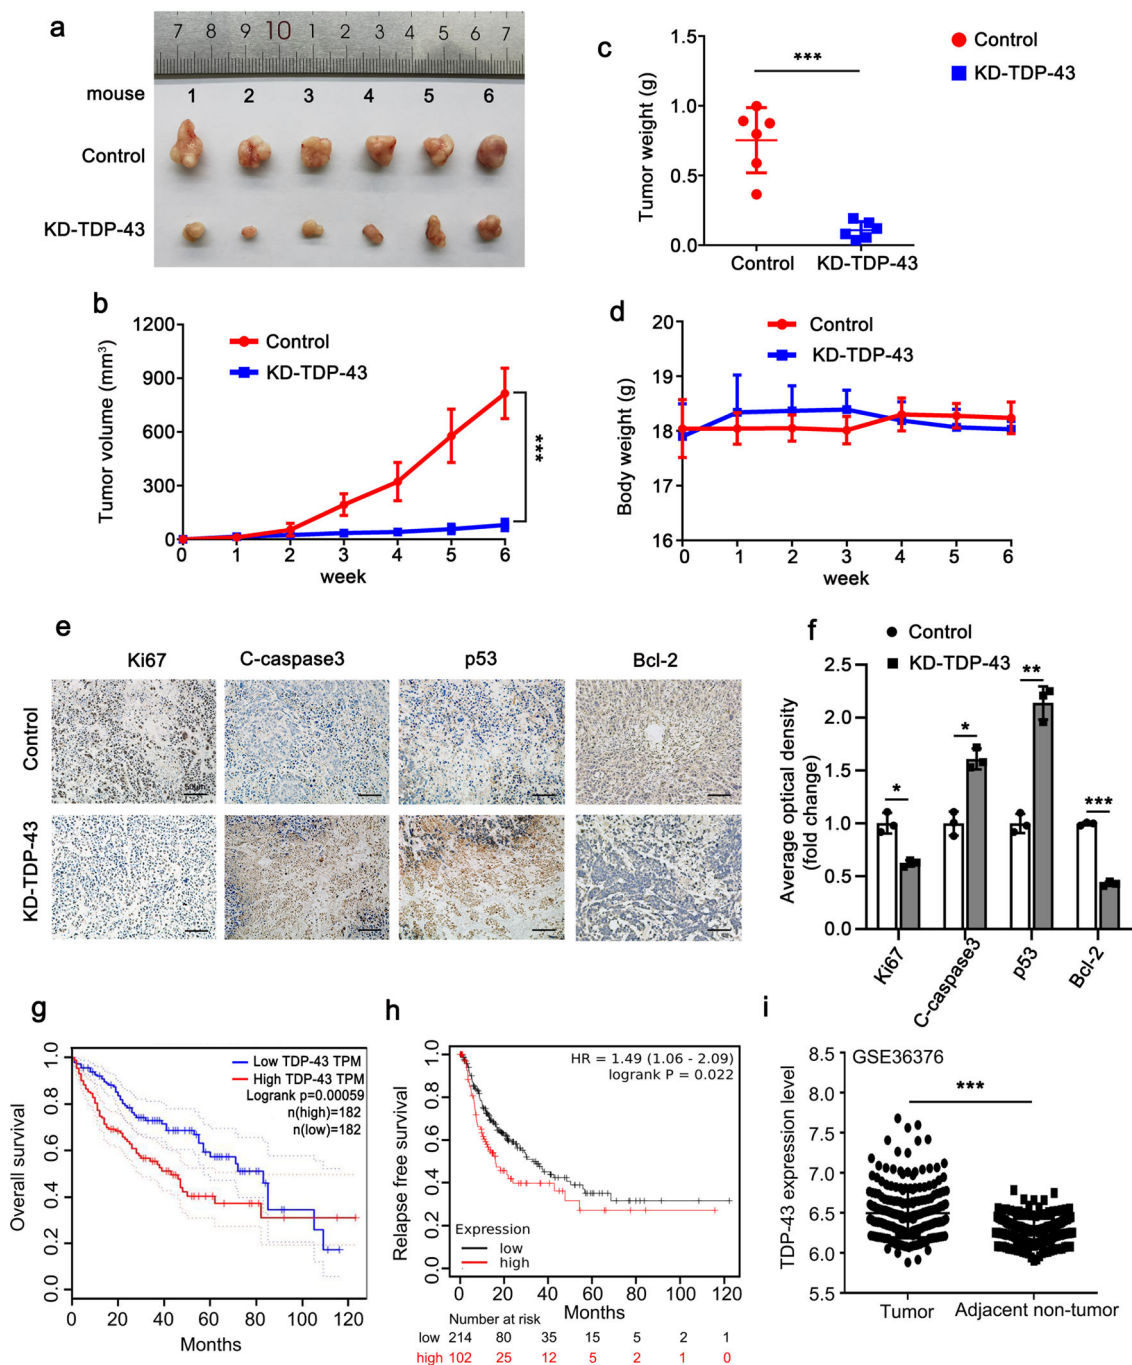 a
7 8 9 10 1 2 3 4 5 6 7
mouse 1 2 3 4 5 6
Control
KD-TDP-43
c
Tumor weight (g)
1.5
1.0
0.5
0.0
***
Control
KD-TDP-43
Control KD-TDP-43
b
Tumor volume (mm³)
1200
900
600
300
0
Control
KD-TDP-43
***
0 1 2 3 4 5 6
week
d
Body weight (g)
20
19
18
17
16
Control
KD-TDP-43
0 1 2 3 4 5 6
week
e
Ki67 C-caspase3 p53 Bcl-2
Control
50μm
KD-TDP-43
f
Control
KD-TDP-43
Average optical density
(fold change)
2.5
2.0
1.5
1.0
0.5
0.0
* * ** ***
Ki67 C-caspase3 p53 Bcl-2
g
Overall survival
1.0
0.8
0.6
0.4
0.2
0.0
Low TDP-43 TPM
High TDP-43 TPM
Logrank p=0.00059
n(high)=182
n(low)=182
0 20 40 60 80 100 120
Months
h
Relapse free survival
1.0
0.8
0.6
0.4
0.2
0.0
HR = 1.49 (1.06 - 2.09)
logrank P = 0.022
Expression
low
high
0 20 40 60 80 100 120
Months
Number at risk
low 214 80 35 15 5 2 1
high 102 25 12 5 2 1 0
i
GSE36376
TDP-43 expression level
8.5
8.0
7.5
7.0
6.5
6.0
5.5
***
Tumor Adjacent non-tumor